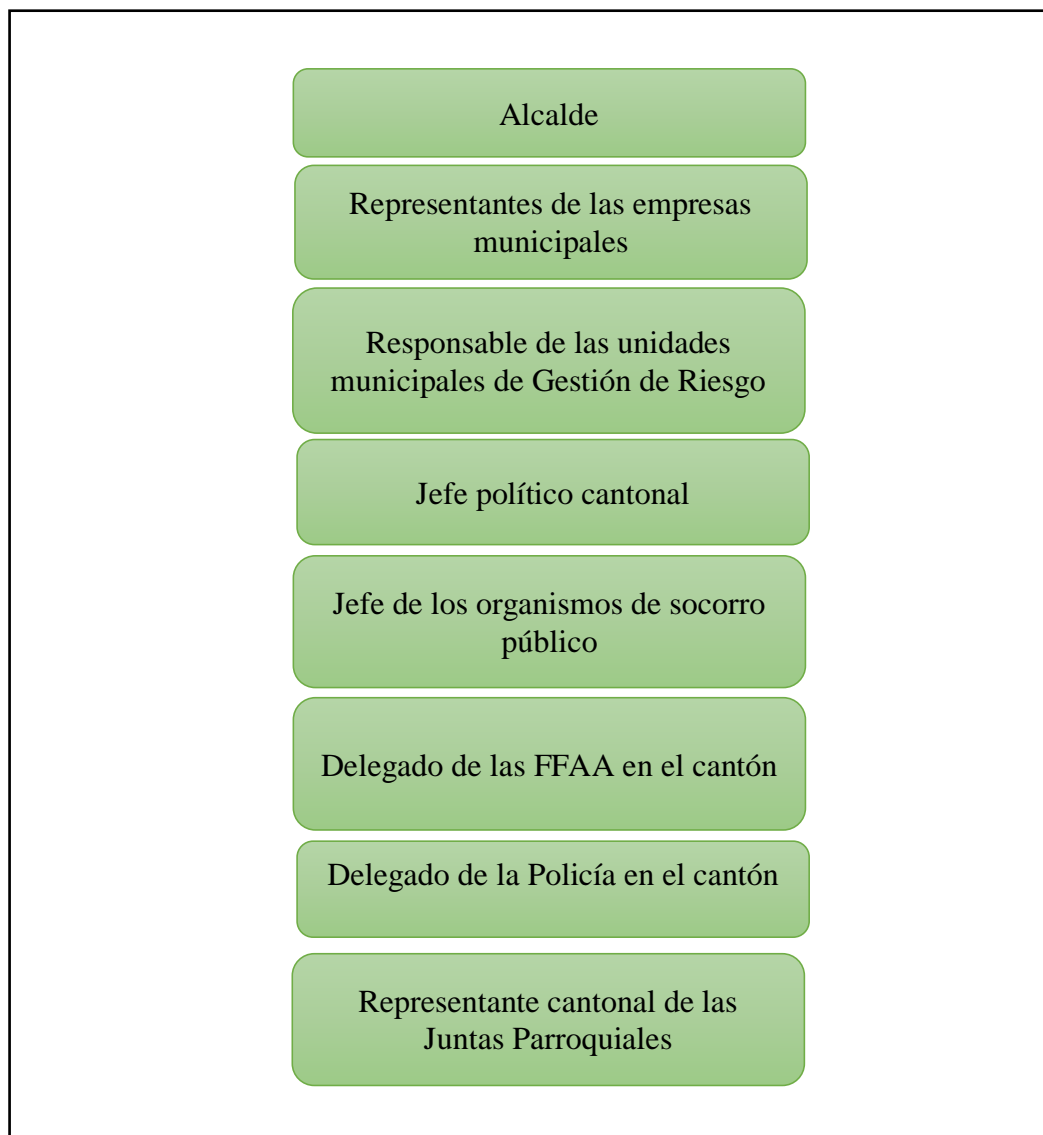 Alcalde
Representantes de las empresas
municipales
Responsable de las unidades
municipales de Gestión de Riesgo
Jefe político cantonal
Jefe de los organismos de socorro
público
Delegado de las FFAA en el cantón
Delegado de la Policía en el cantón
Representante cantonal de las
Juntas Parroquiales